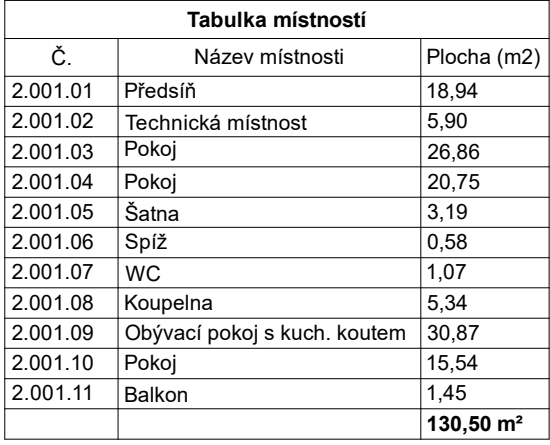 Tabulka místností
Č. Název místnosti Plocha (m2)
2.001.01 Předsíň 18,94
2.001.02 Technická místnost 5,90
2.001.03 Pokoj 26,86
2.001.04 Pokoj 20,75
2.001.05 Šatna 3,19
2.001.06 Spíž 0,58
2.001.07 WC 1,07
2.001.08 Koupelna 5,34
2.001.09 Obývací pokoj s kuch. koutem 30,87
2.001.10 Pokoj 15,54
2.001.11 Balkon 1,45
130,50 m²